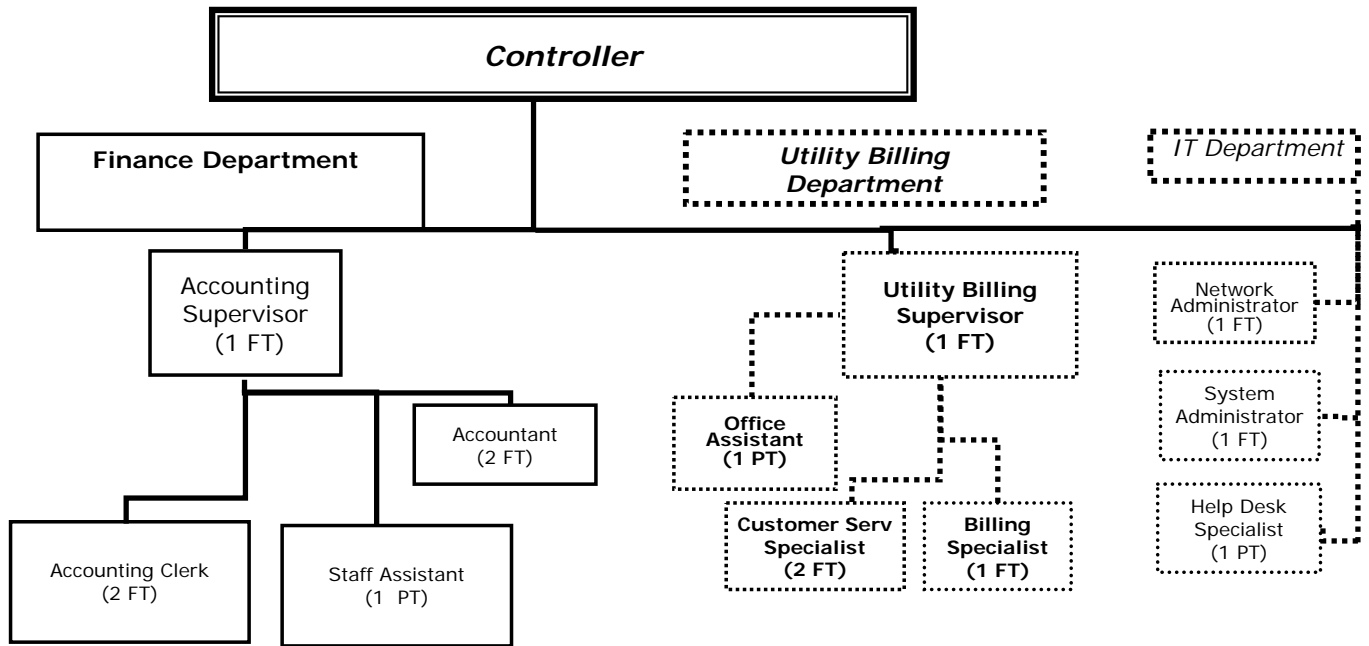 Controller
Finance Department
Utility Billing
Department
IT Department
Accounting
Supervisor
(1 FT)
Utility Billing
Supervisor
(1 FT)
Network
Administrator
(1 FT)
Accountant
(2 FT)
Office
Assistant
(1 PT)
System
Administrator
(1 FT)
Accounting Clerk
(2 FT)
Staff Assistant
(1 PT)
Customer Serv
Specialist
(2 FT)
Billing
Specialist
(1 FT)
Help Desk
Specialist
(1 PT)